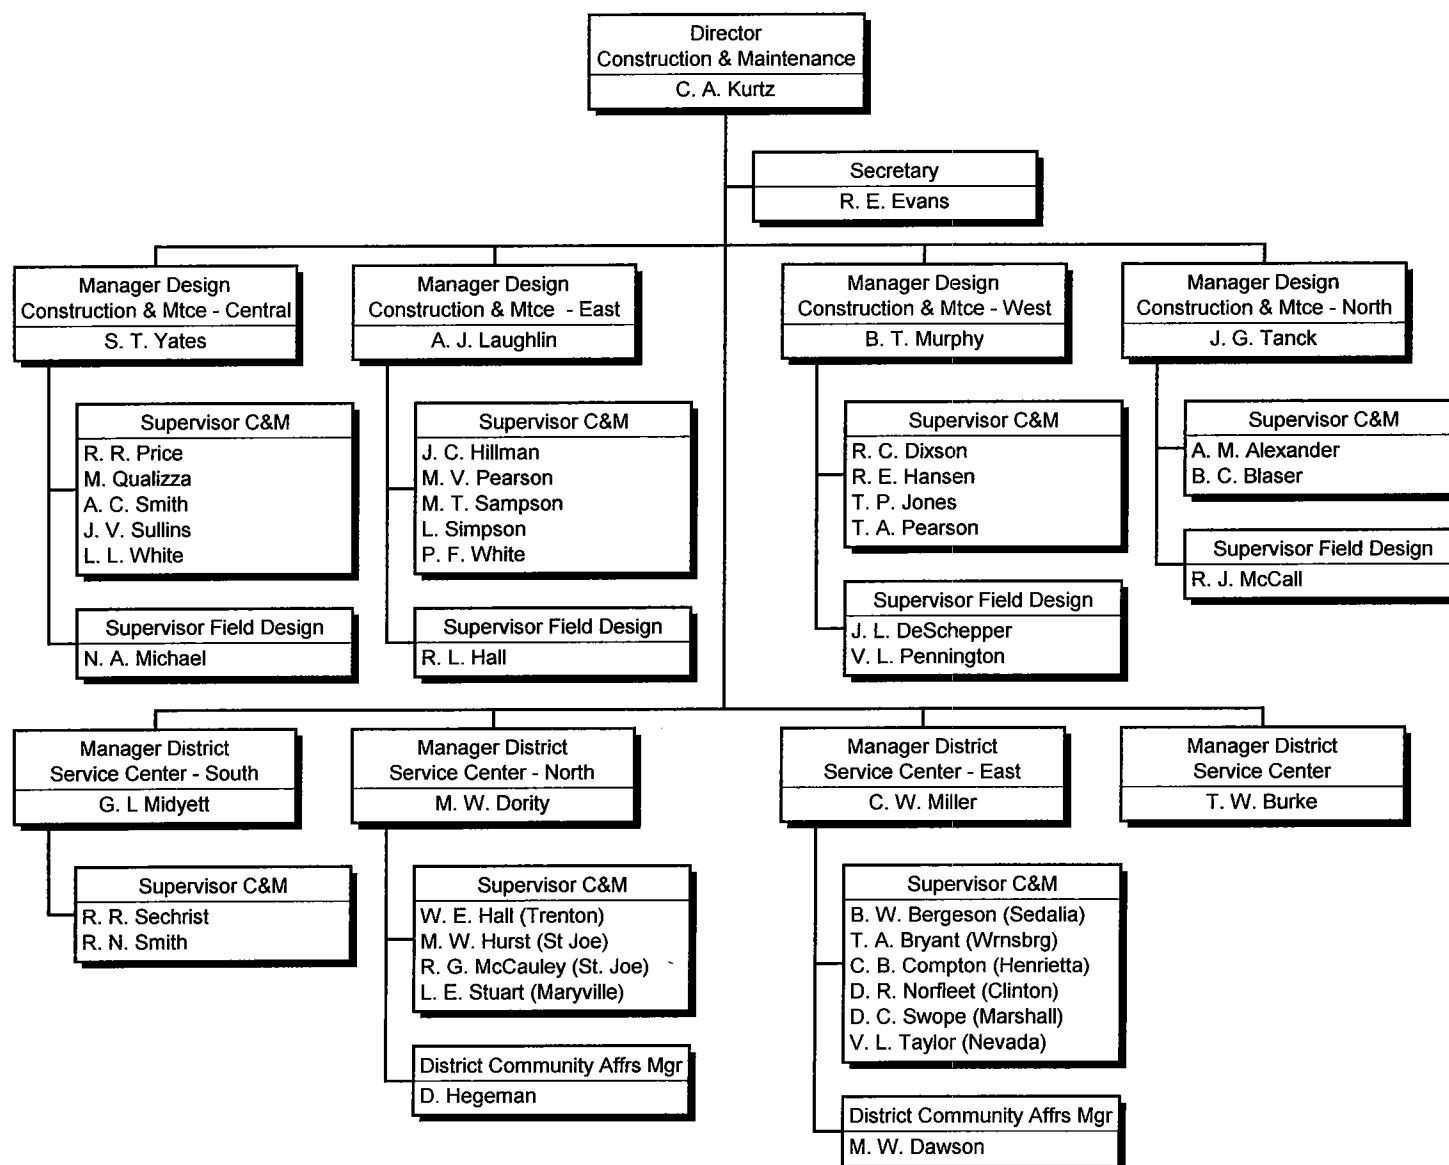 Director
Construction & Maintenance
C. A. Kurtz
Secretary
R. E. Evans
Manager Design
Construction & Mtce - Central
S. T. Yates
Manager Design
Construction & Mtce - East
A. J. Laughlin
Manager Design
Construction & Mtce - West
B. T. Murphy
Manager Design
Construction & Mtce - North
J. G. Tanck
Supervisor C&M
R. R. Price
M. Qualizza
A. C. Smith
J. V. Sullins
L. L. White
Supervisor Field Design
N. A. Michael
Supervisor C&M
J. C. Hillman
M. V. Pearson
M. T. Sampson
L. Simpson
P. F. White
Supervisor Field Design
R. L. Hall
Supervisor C&M
R. C. Dixson
R. E. Hansen
T. P. Jones
T. A. Pearson
Supervisor Field Design
J. L. DeSchepper
V. L. Pennington
Supervisor C&M
A. M. Alexander
B. C. Blaser
Supervisor Field Design
R. J. McCall
Manager District
Service Center - South
G. L Midyett
Manager District
Service Center - North
M. W. Dority
Manager District
Service Center - East
C. W. Miller
Manager District
Service Center
T. W. Burke
Supervisor C&M
R. R. Sechrist
R. N. Smith
Supervisor C&M
W. E. Hall (Trenton)
M. W. Hurst (St Joe)
R. G. McCauley (St. Joe)
L. E. Stuart (Maryville)
District Community Affrs Mgr
D. Hegeman
Supervisor C&M
B. W. Bergeson (Sedalia)
T. A. Bryant (Wrnsbrg)
C. B. Compton (Henrietta)
D. R. Norfleet (Clinton)
D. C. Swope (Marshall)
V. L. Taylor (Nevada)
District Community Affrs Mgr
M. W. Dawson